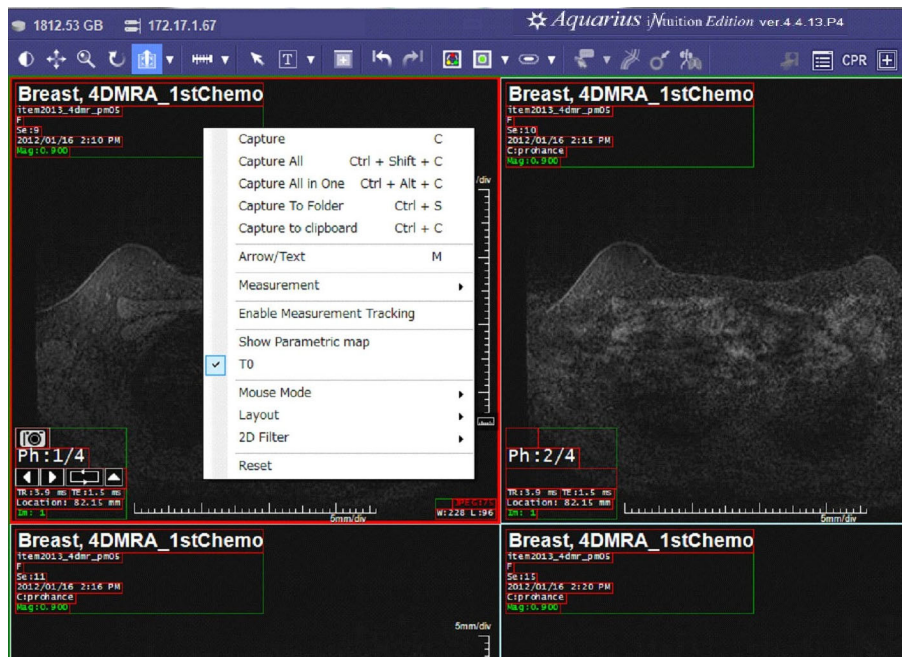 1812.53 GB 172.17.1.67 Aquarius iNtuition Edition ver.4.4.13.P4
T CPR
Breast, 4DMRA_1stChemo
item2013_4dmr_pm05
F
Se:9
2012/01/16 2:10 PM
Mag:0.900
Capture C
Capture All Ctrl + Shift + C
Capture All in One Ctrl + Alt + C
Capture To Folder Ctrl + S
Capture to clipboard Ctrl + C
Arrow/Text M
Measurement
Enable Measurement Tracking
Show Parametric map
T0
Mouse Mode
Layout
2D Filter
Reset
/div
Ph:1/4
TR:3.9 ms TE:1.5 ms
Location: 82.15 mm
Im: 1
5mm/div
W:228 L:96
Breast, 4DMRA_1stChemo
item2013_4dmr_pm05
F
Se:10
2012/01/16 2:15 PM
C:prohance
Mag:0.900
Ph:2/4
TR:3.9 ms TE:1.5 ms
Location: 82.15 mm
Im: 1
5mm/div
Breast, 4DMRA_1stChemo
item2013_4dmr_pm05
F
Se:11
2012/01/16 2:16 PM
C:prohance
Mag:0.900
5mm/div
Breast, 4DMRA_1stChemo
item2013_4dmr_pm05
F
Se:15
2012/01/16 2:20 PM
C:prohance
Mag:0.900